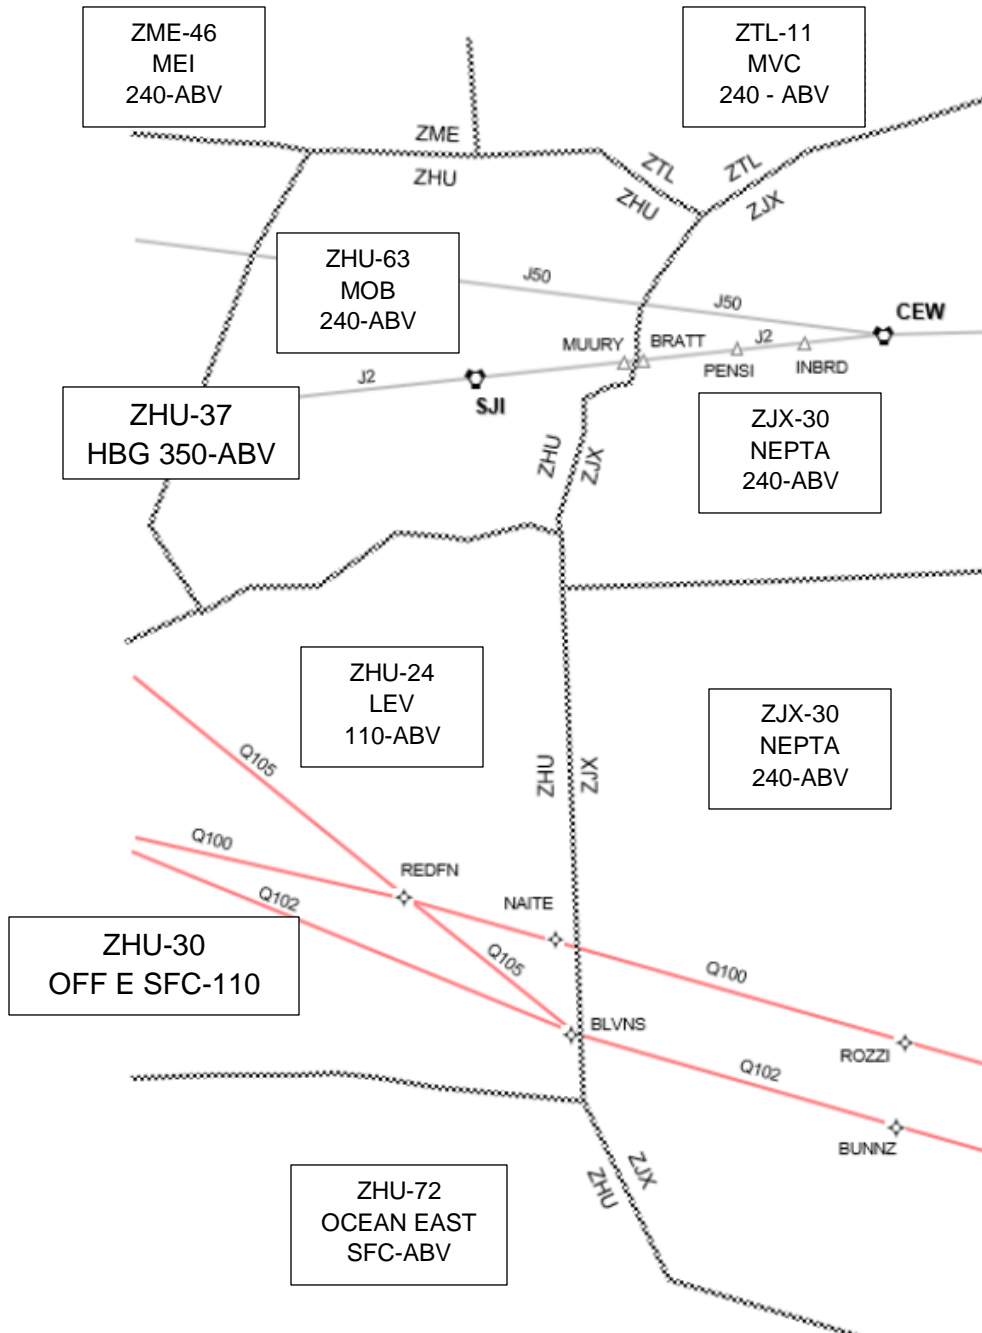 ZME-46
MEI
240-ABV
ZTL-11
MVC
240 - ABV
ZME
ZHU
ZTL
ZHU
ZTL
ZJX
ZHU-63
MOB
240-ABV
J50
J50
CEW
MUURY
BRATT
J2
PENSI
INBRD
J2
SJI
ZHU-37
HBG 350-ABV
ZHU
ZJX
ZJX-30
NEPTA
240-ABV
ZHU-24
LEV
110-ABV
ZJX-30
NEPTA
240-ABV
ZHU
ZJX
Q105
Q100
Q102
REDFN
NAITE
Q105
Q100
ZHU-30
OFF E SFC-110
BLVNS
ROZZI
Q102
BUNNZ
ZJX
ZHU
ZHU-72
OCEAN EAST
SFC-ABV